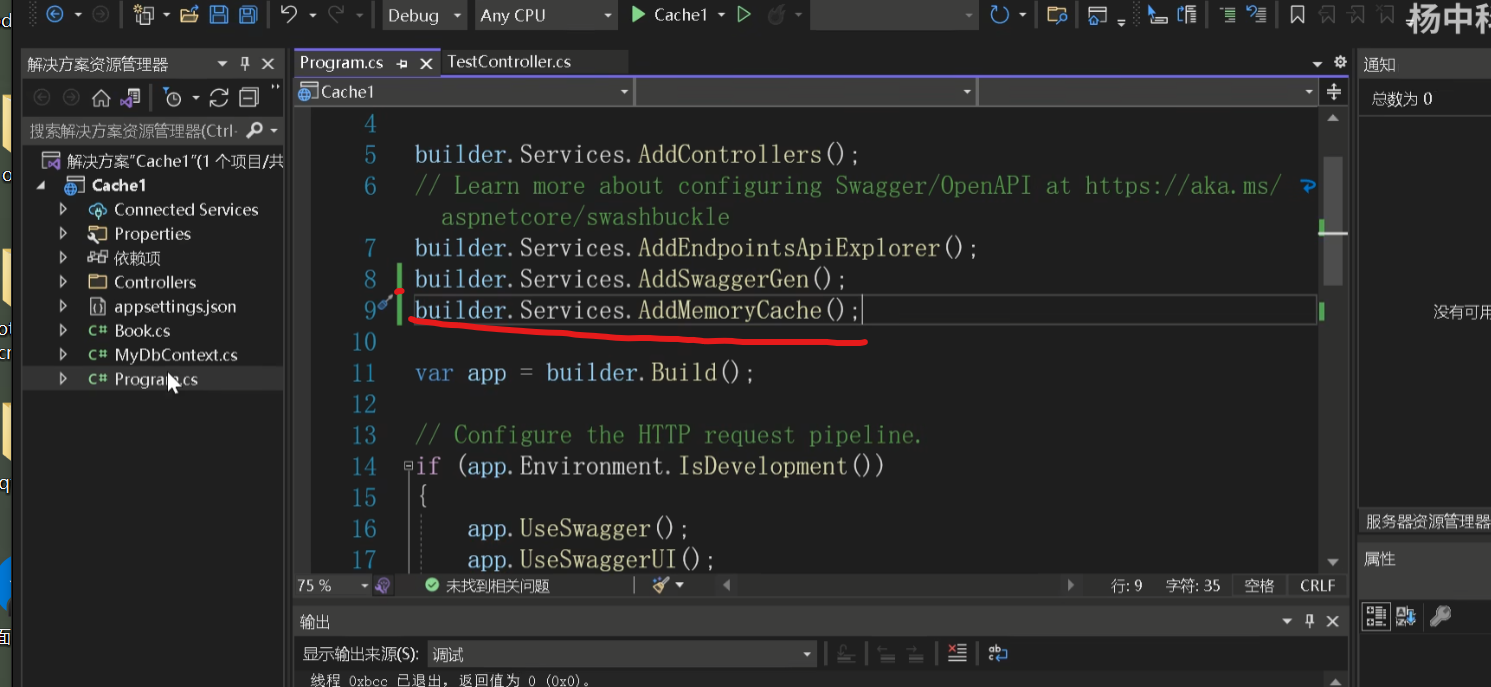 Debug
Any CPU
Cache1
杨中科
解决方案资源管理器
Program.cs
TestController.cs
通知
Cache1
总数为 0
搜索解决方案资源管理器(Ctrl-
解决方案"Cache1"(1 个项目/共
Cache1
Connected Services
Properties
依赖项
Controllers
appsettings.json
Book.cs
MyDbContext.cs
Program.cs
4
5 builder.Services.AddControllers();
6 // Learn more about configuring Swagger/OpenAPI at https://aka.ms/
aspnetcore/swashbuckle
7 builder.Services.AddEndpointsApiExplorer();
8 builder.Services.AddSwaggerGen();
9 builder.Services.AddMemoryCache();
10
11 var app = builder.Build();
12
13 // Configure the HTTP request pipeline.
14 if (app.Environment.IsDevelopment())
15 {
16 app.UseSwagger();
17 app.UseSwaggerUI();
没有可用
服务器资源管理器
属性
75 %
未找到相关问题
行: 9
字符: 35
空格
CRLF
输出
显示输出来源(S):
调试
线程 0xbcc 已退出，返回值为 0 (0x0)。